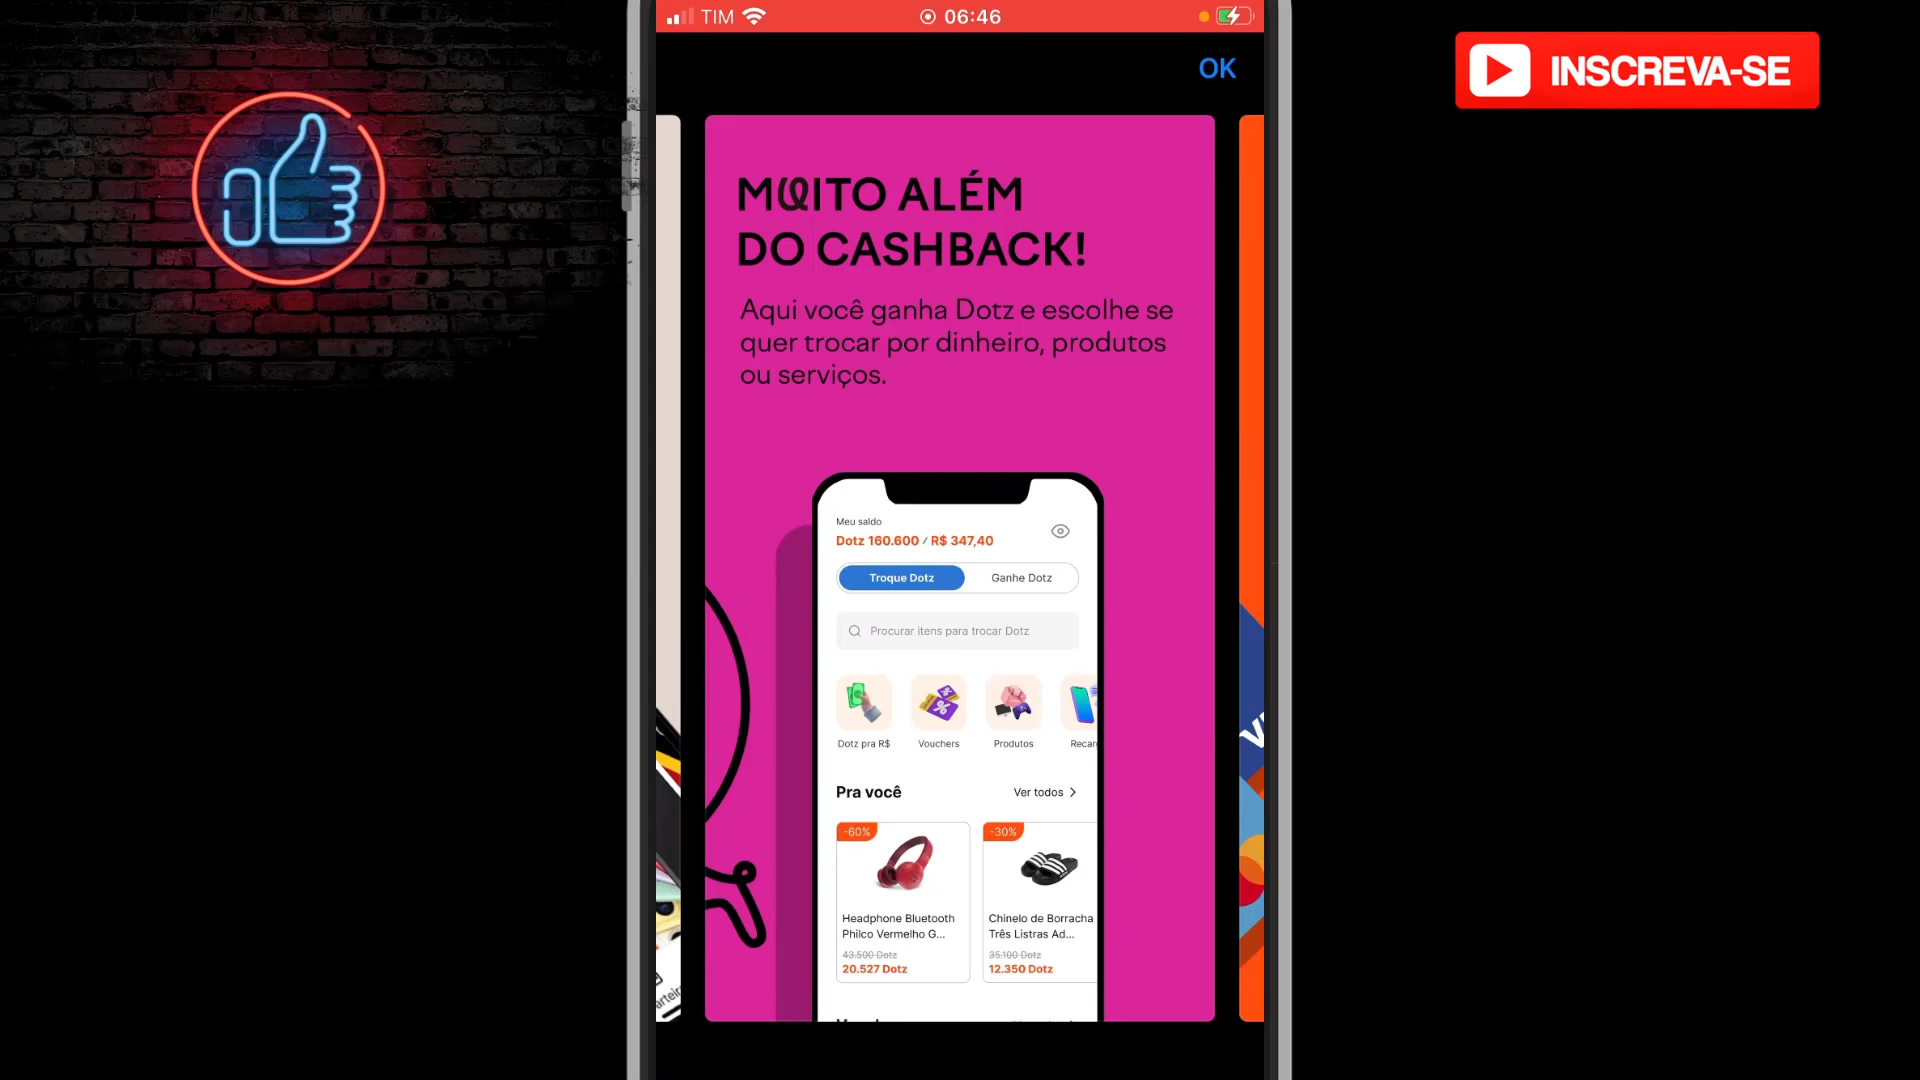 TIM
06:46
OK
INSCREVA-SE
MUITO ALÉM
DO CASHBACK!
Aqui você ganha Dotz e escolhe se
quer trocar por dinheiro, produtos
ou serviços.
Meu saldo
Dotz 160.600 / R$ 347,40
Troque Dotz
Ganhe Dotz
Procurar itens para trocar Dotz
Dotz pra R$
Vouchers
Produtos
Recar
Pra você
Ver todos
-60%
-30%
Headphone Bluetooth
Philco Vermelho G...
43.500 Dotz
20.527 Dotz
Chinelo de Borracha
Três Listras Ad...
35.100 Dotz
12.350 Dotz